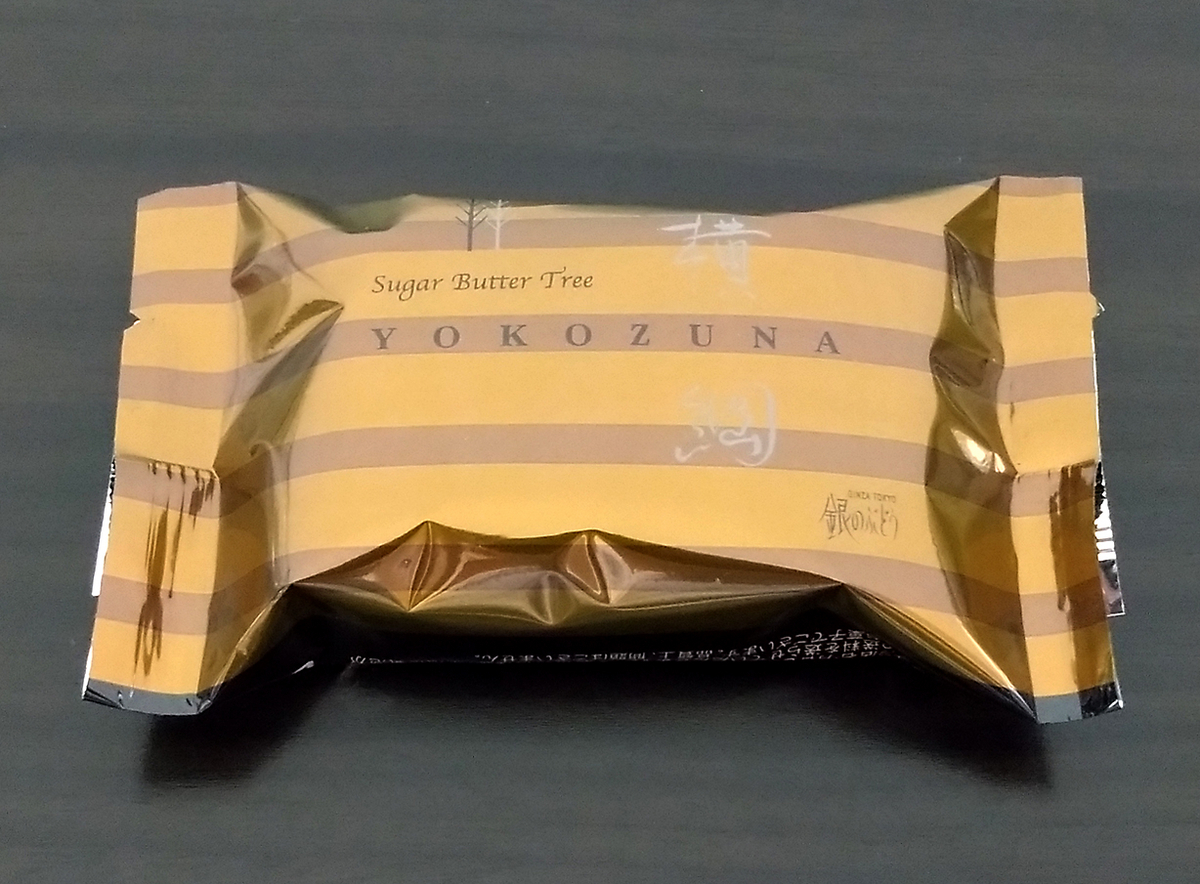 Sugar Butter Tree
YOKOZUNA
横
綱
GINZA TOKYO
銀のぶどう